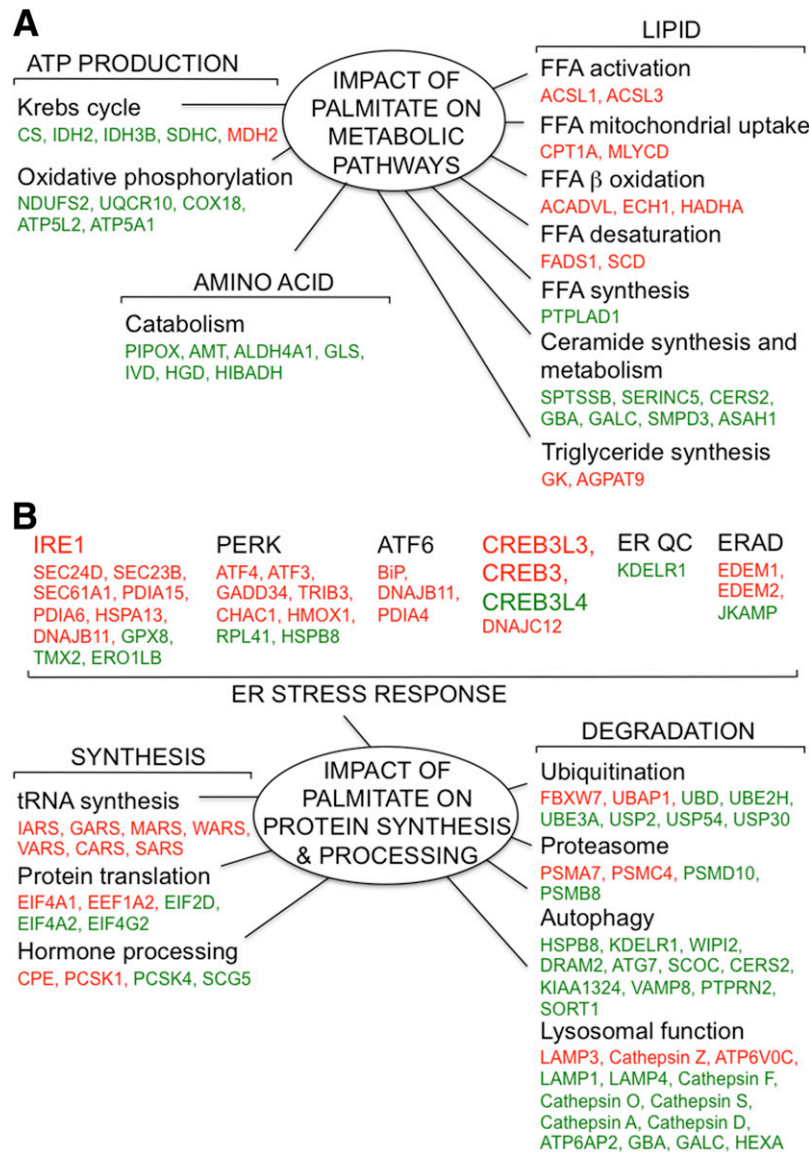 A
ATP PRODUCTION
Krebs cycle
CS, IDH2, IDH3B, SDHC, MDH2
Oxidative phosphorylation
NDUFS2, UQCR10, COX18,
ATP5L2, ATP5A1
AMINO ACID
Catabolism
PIPOX, AMT, ALDH4A1, GLS,
IVD, HGD, HIBADH
IMPACT OF
PALMITATE ON
METABOLIC
PATHWAYS
LIPID
FFA activation
ACSL1, ACSL3
FFA mitochondrial uptake
CPT1A, MLYCD
FFA β oxidation
ACADVL, ECH1, HADHA
FFA desaturation
FADS1, SCD
FFA synthesis
PTPLAD1
Ceramide synthesis and
metabolism
SPTSSB, SERINC5, CERS2,
GBA, GALC, SMPD3, ASAH1
Triglyceride synthesis
GK, AGPAT9
B
IRE1
SEC24D, SEC23B,
SEC61A1, PDIA15,
PDIA6, HSPA13,
DNAJB11, GPX8,
TMX2, ERO1LB
PERK
ATF4, ATF3,
GADD34, TRIB3,
CHAC1, HMOX1,
RPL41, HSPB8
ATF6
BiP,
DNAJB11,
PDIA4
CREB3L3,
CREB3,
CREB3L4
DNAJC12
ER QC
KDELR1
ERAD
EDEM1,
EDEM2,
JKAMP
ER STRESS RESPONSE
SYNTHESIS
tRNA synthesis
IARS, GARS, MARS, WARS,
VARS, CARS, SARS
Protein translation
EIF4A1, EEF1A2, EIF2D,
EIF4A2, EIF4G2
Hormone processing
CPE, PCSK1, PCSK4, SCG5
IMPACT OF
PALMITATE ON
PROTEIN SYNTHESIS
& PROCESSING
DEGRADATION
Ubiquitination
FBXW7, UBAP1, UBD, UBE2H,
UBE3A, USP2, USP54, USP30
Proteasome
PSMA7, PSMC4, PSMD10,
PSMB8
Autophagy
HSPB8, KDELR1, WIPI2,
DRAM2, ATG7, SCOC, CERS2,
KIAA1324, VAMP8, PTPRN2,
SORT1
Lysosomal function
LAMP3, Cathepsin Z, ATP6V0C,
LAMP1, LAMP4, Cathepsin F,
Cathepsin O, Cathepsin S,
Cathepsin A, Cathepsin D,
ATP6AP2, GBA, GALC, HEXA